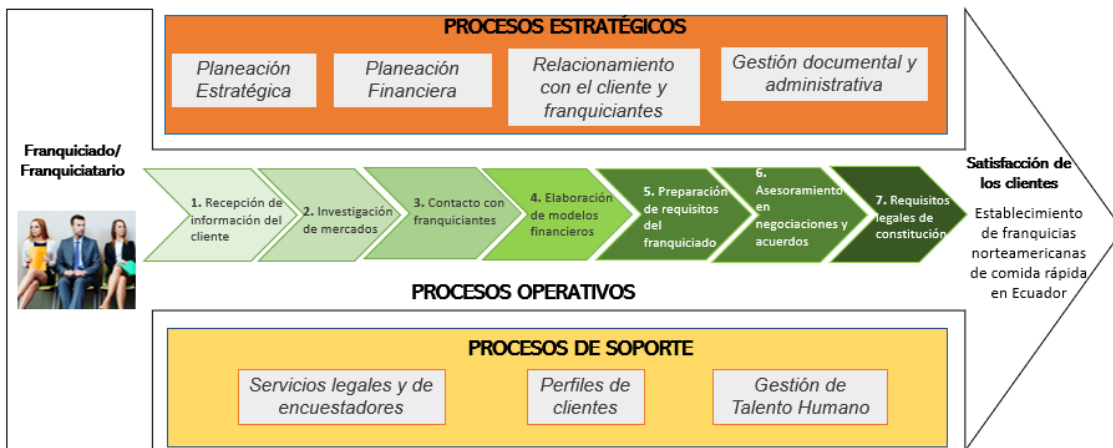 PROCESOS ESTRATÉGICOS
Planeación
Estratégica
Planeación
Financiera
Relacionamiento
con el cliente y
franquiciantes
Gestión documental y
administrativa
Franquiciado/
Franquiciatario
1. Recepción de
información del
cliente
2. Investigación
de mercados
3. Contacto con
franquiciantes
4. Elaboración
de modelos
financieros
5. Preparación
de requisitos
del
franquiciado
6.
Asesoramiento
en
negociaciones y
acuerdos
7. Requisitos
legales de
constitución
Satisfacción de
los clientes
Establecimiento
de franquicias
norteamericanas
de comida rápida
en Ecuador
PROCESOS OPERATIVOS
PROCESOS DE SOPORTE
Servicios legales y de
encuestadores
Perfiles de
clientes
Gestión de
Talento Humano